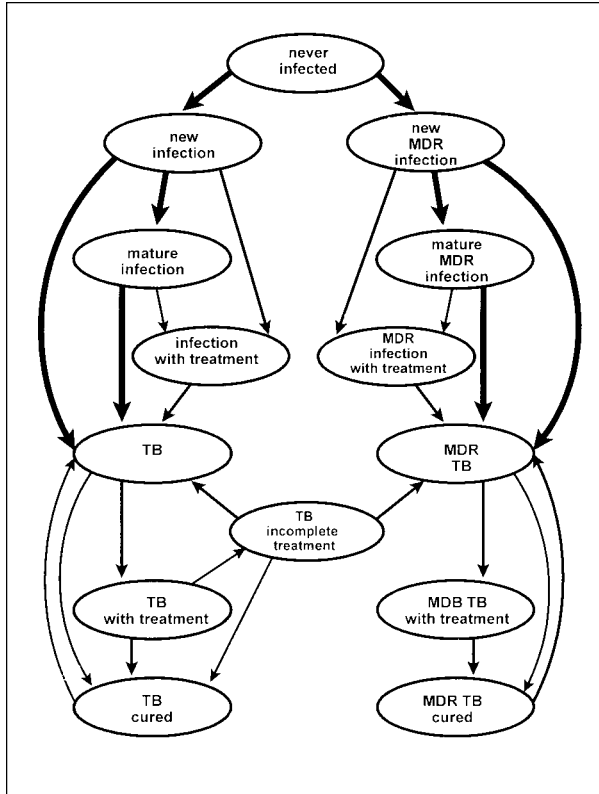 never
infected
new
infection
new
MDR
infection
mature
infection
mature
MDR
infection
infection
with treatment
MDR
infection
with treatment
TB
MDR
TB
TB
incomplete
treatment
TB
with treatment
MDB TB
with treatment
TB
cured
MDR TB
cured